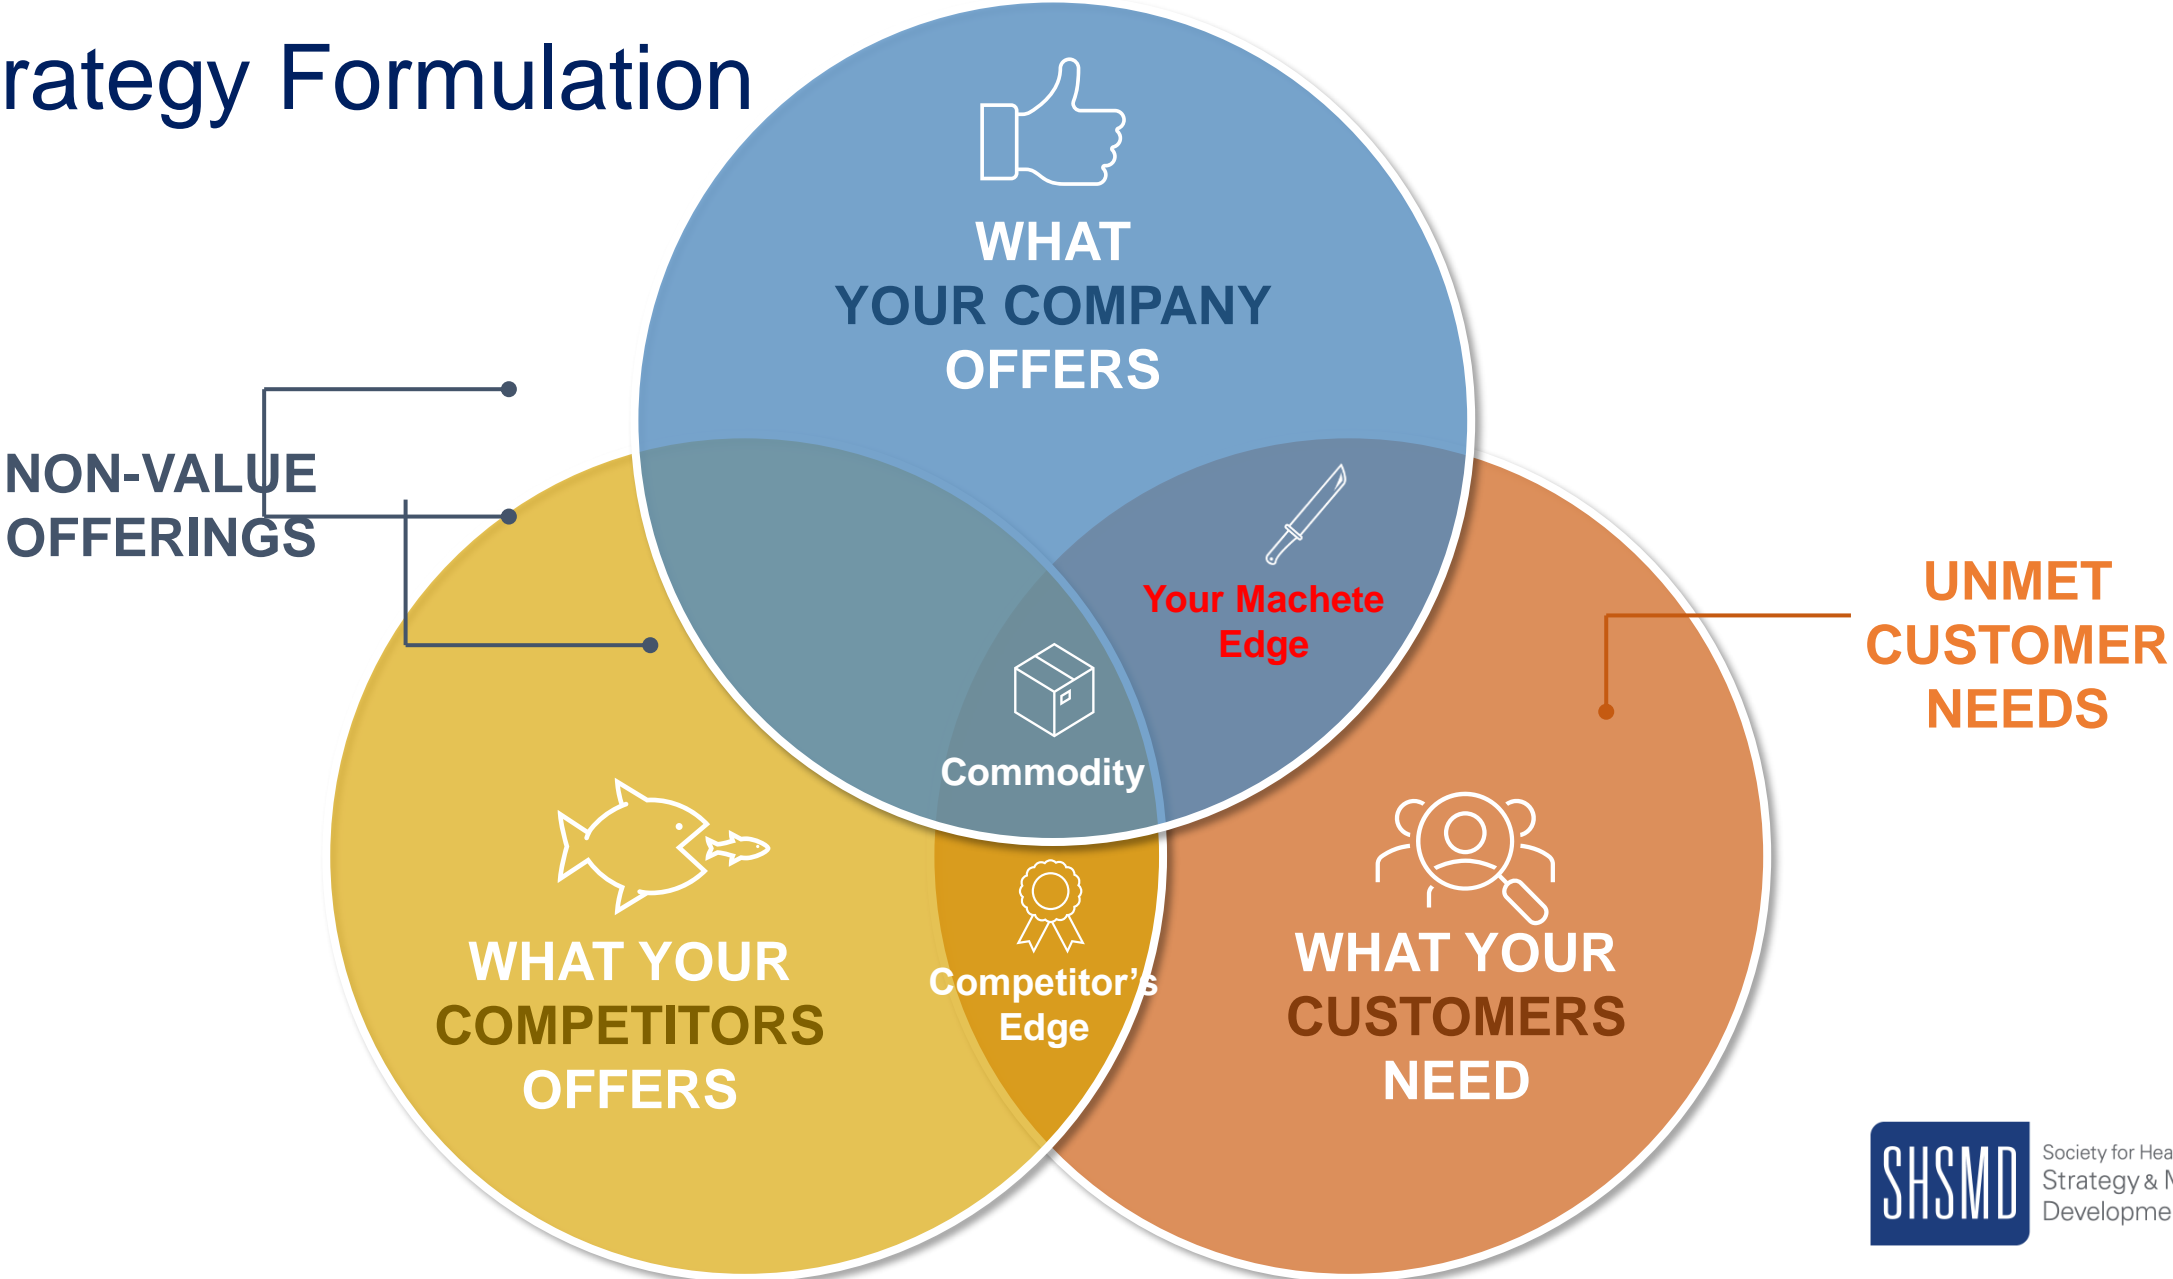 rategy Formulation
WHAT
YOUR COMPANY
OFFERS
NON-VALUE
OFFERINGS
Your Machete
Edge
UNMET
CUSTOMER
NEEDS
Commodity
WHAT YOUR
COMPETITORS
OFFERS
Competitor's
Edge
WHAT YOUR
CUSTOMERS
NEED
SHSMD
Society for Hea
Strategy & M
Developme